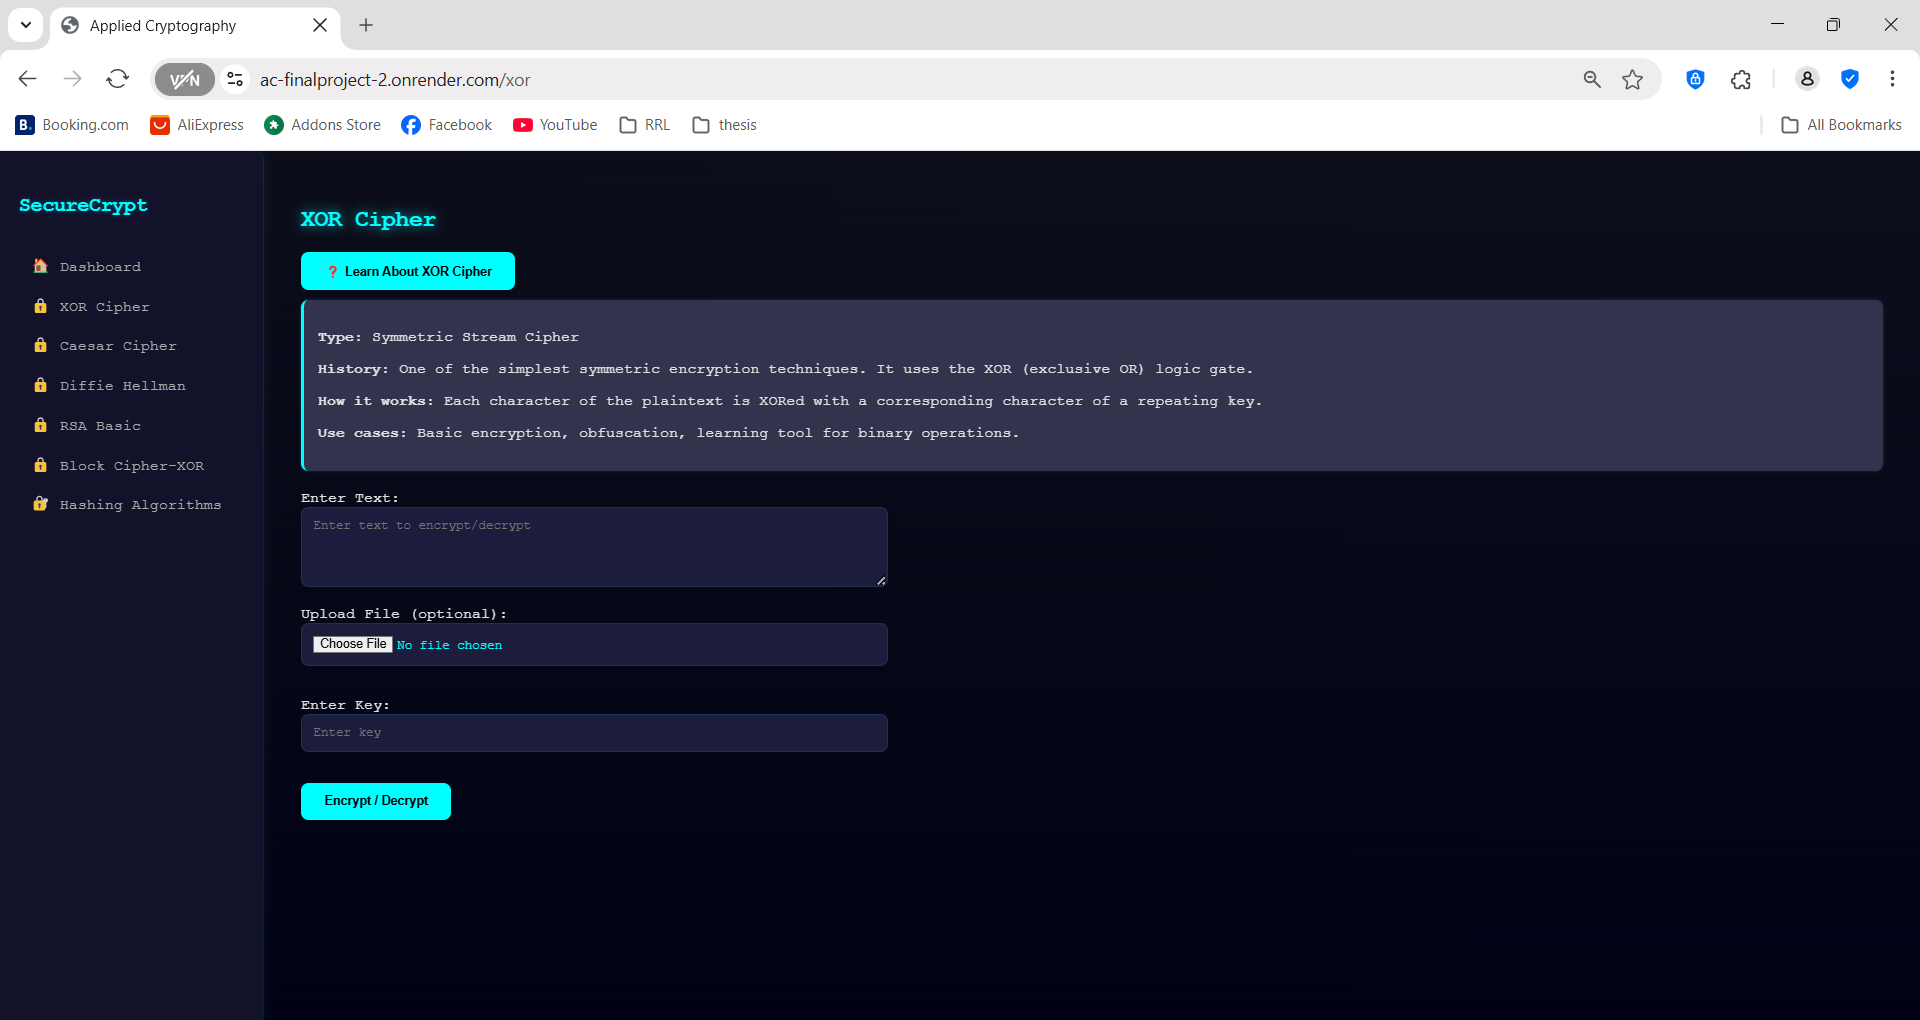 Applied Cryptography
VPN
ac-finalproject-2.onrender.com/xor
Booking.com
AliExpress
Addons Store
Facebook
YouTube
RRL
thesis
All Bookmarks
SecureCrypt
Dashboard
XOR Cipher
Caesar Cipher
Diffie Hellman
RSA Basic
Block Cipher-XOR
Hashing Algorithms
XOR Cipher
❓ Learn About XOR Cipher
Type: Symmetric Stream Cipher
History: One of the simplest symmetric encryption techniques. It uses the XOR (exclusive OR) logic gate.
How it works: Each character of the plaintext is XORed with a corresponding character of a repeating key.
Use cases: Basic encryption, obfuscation, learning tool for binary operations.
Enter Text:
Enter text to encrypt/decrypt
Upload File (optional):
Choose File No file chosen
Enter Key:
Enter key
Encrypt / Decrypt